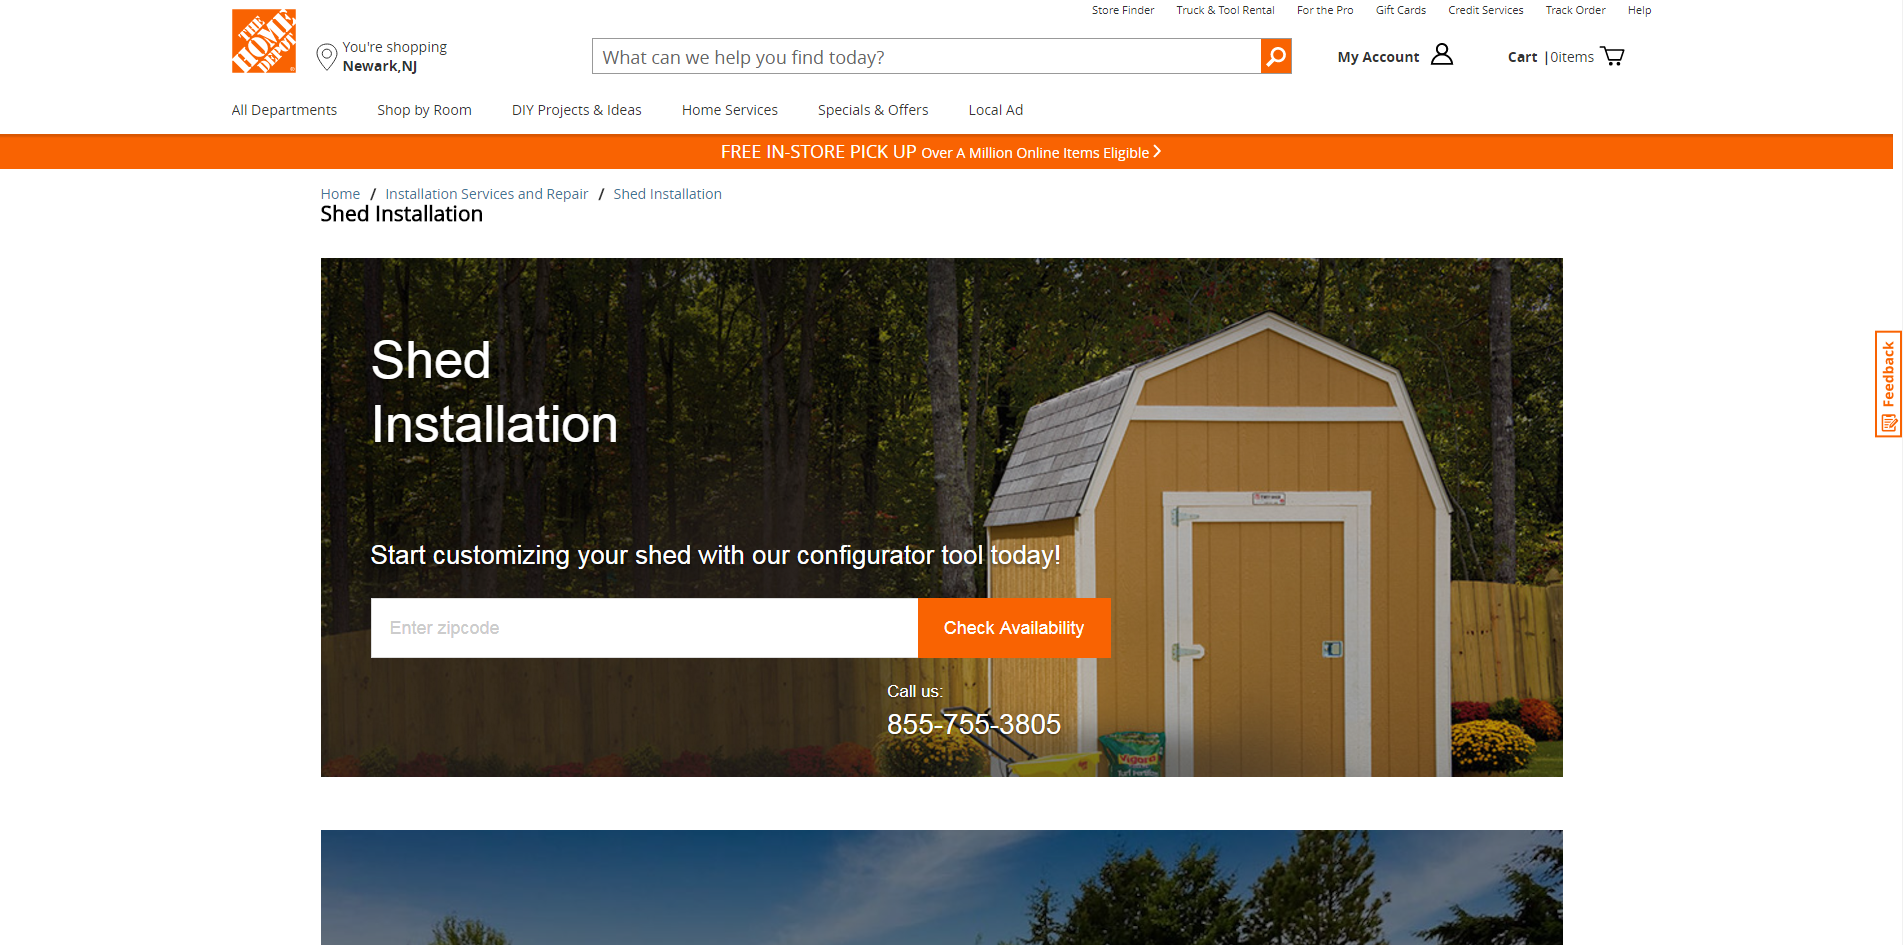 Store Finder Truck & Tool Rental For the Pro Gift Cards Credit Services Track Order Help
THE
HOME
DEPOT
You're shopping
Newark,NJ
What can we help you find today?
My Account
Cart |0items
All Departments Shop by Room DIY Projects & Ideas Home Services Specials & Offers Local Ad
FREE IN-STORE PICK UP Over A Million Online Items Eligible
Home / Installation Services and Repair / Shed Installation
Shed Installation
Shed
Installation
Start customizing your shed with our configurator tool today!
Enter zipcode
Check Availability
Call us:
855-755-3805
Vigoro
Feedback